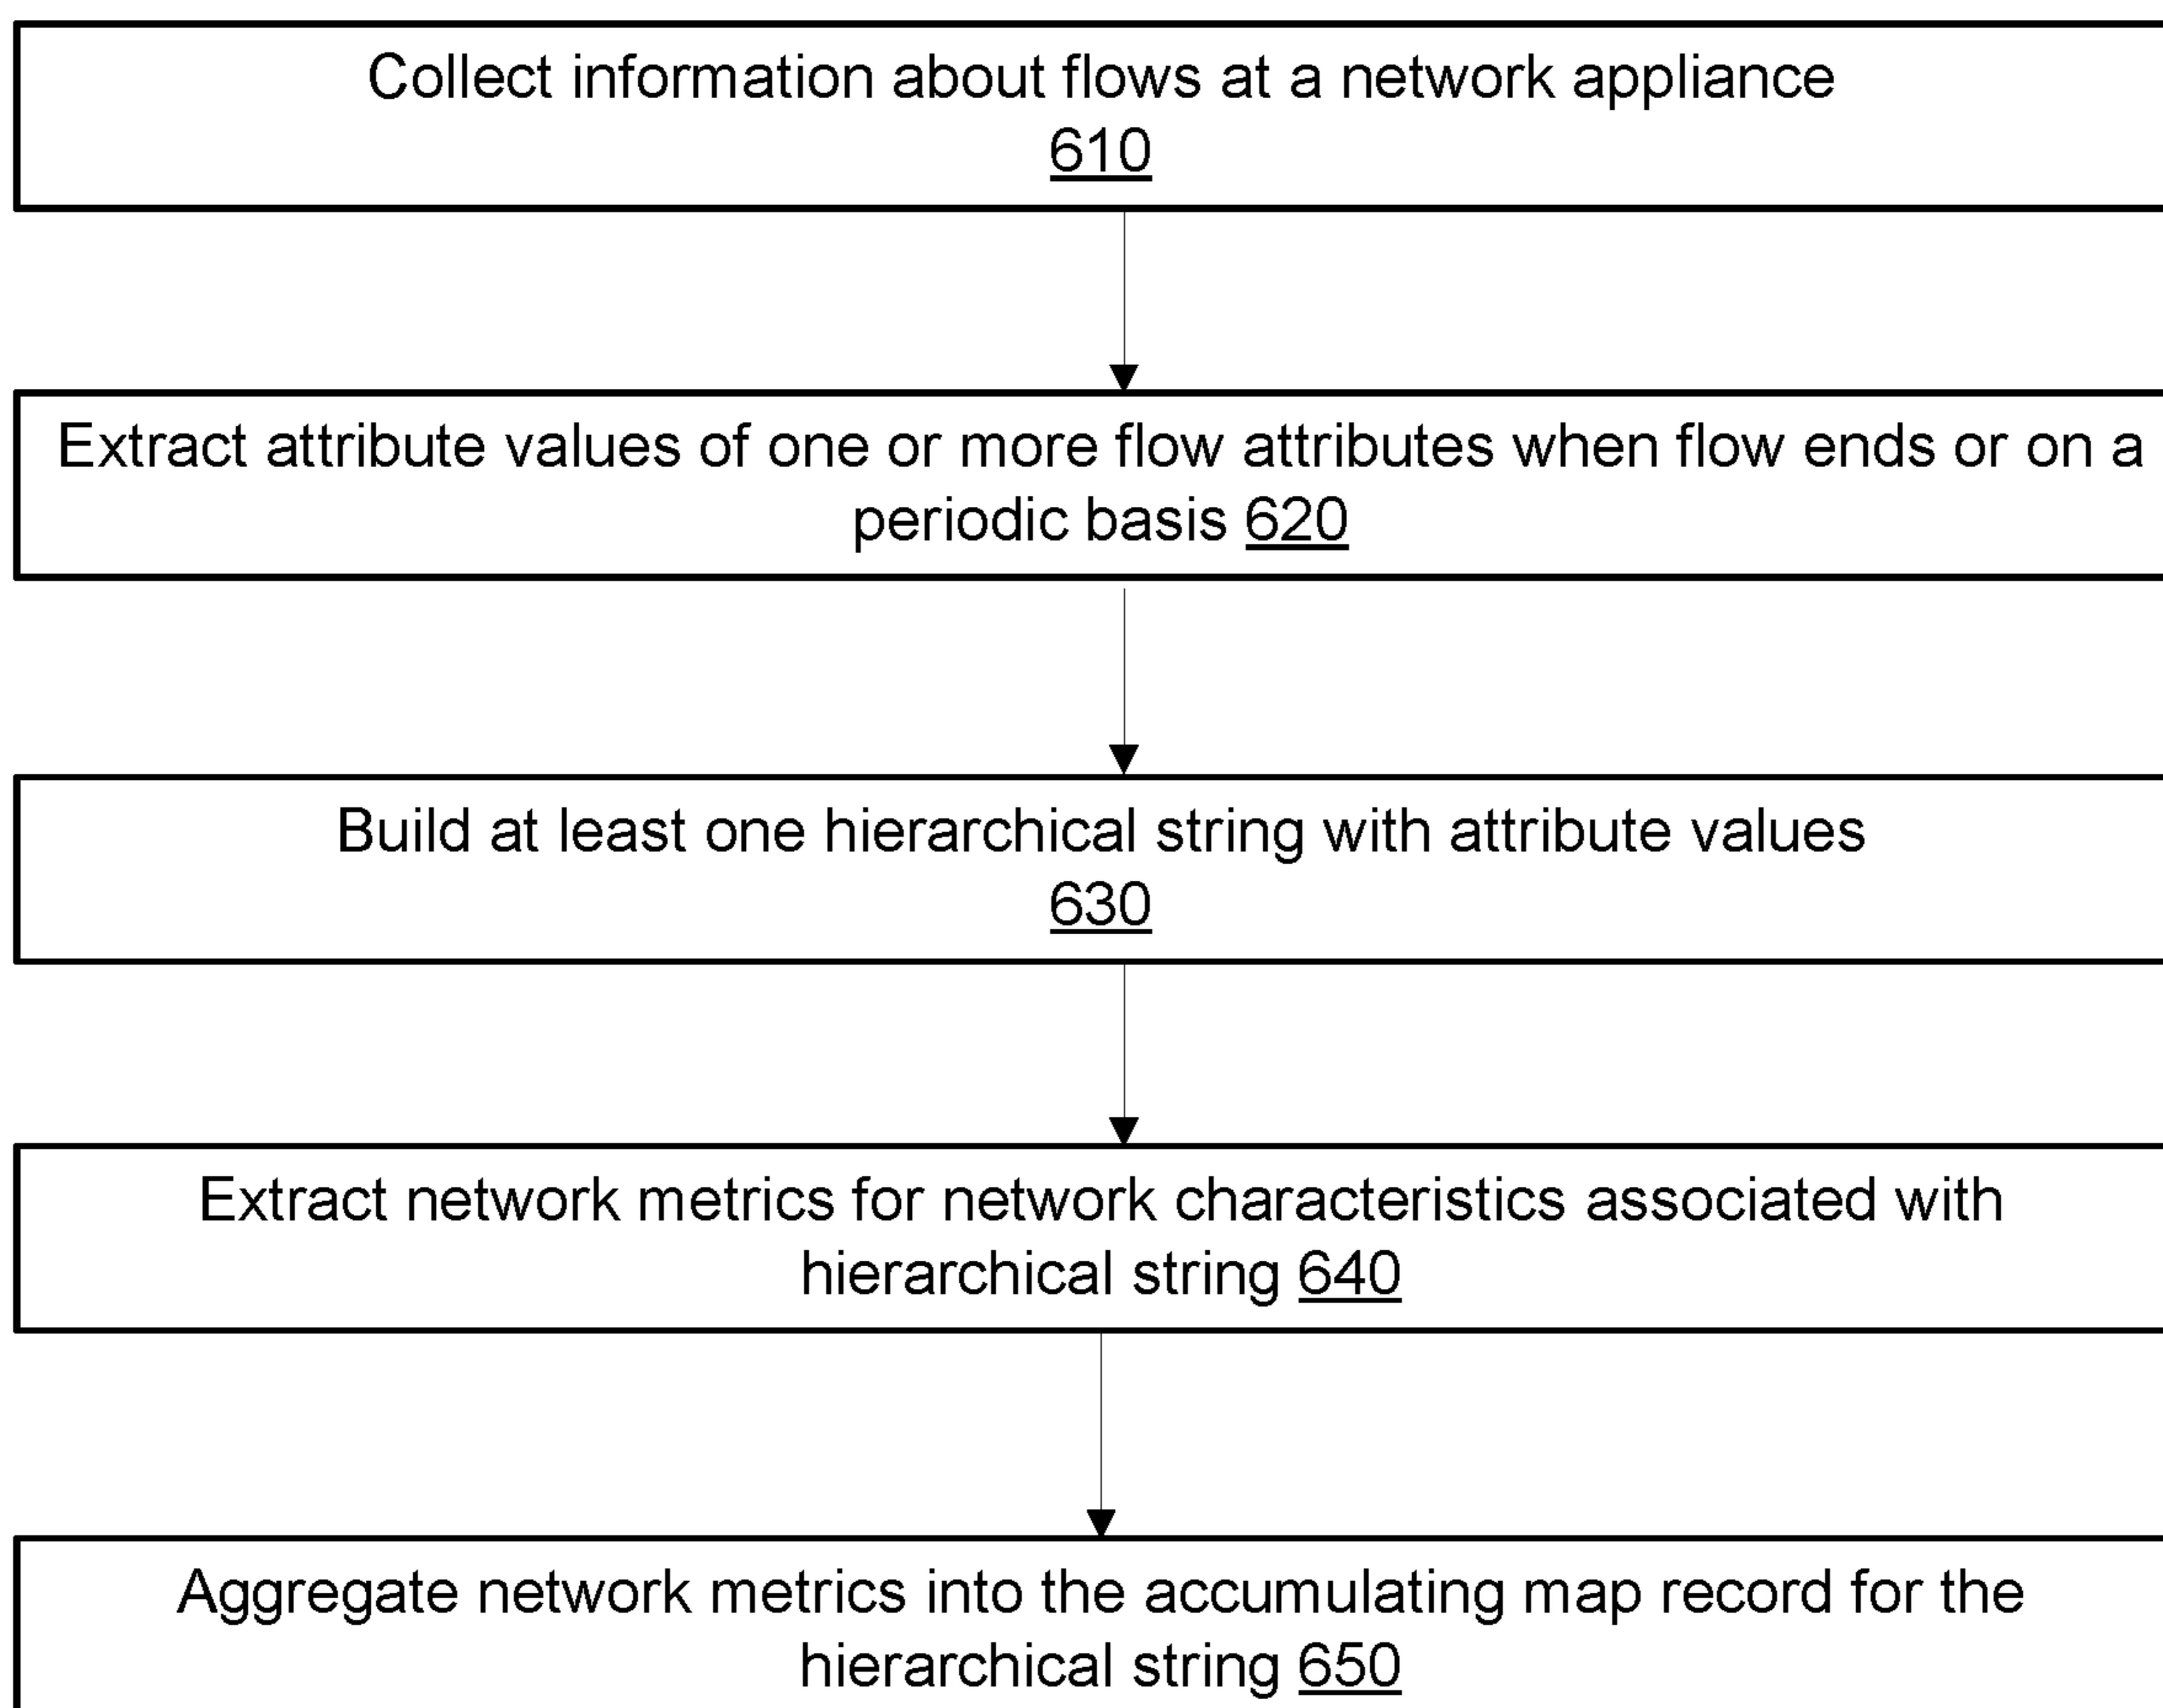 Collect information about flows at a network appliance
610
Extract attribute values of one or more flow attributes when flow ends or on a
periodic basis 620
Build at least one hierarchical string with attribute values
630
Extract network metrics for network characteristics associated with
hierarchical string 640
Aggregate network metrics into the accumulating map record for the
hierarchical string 650